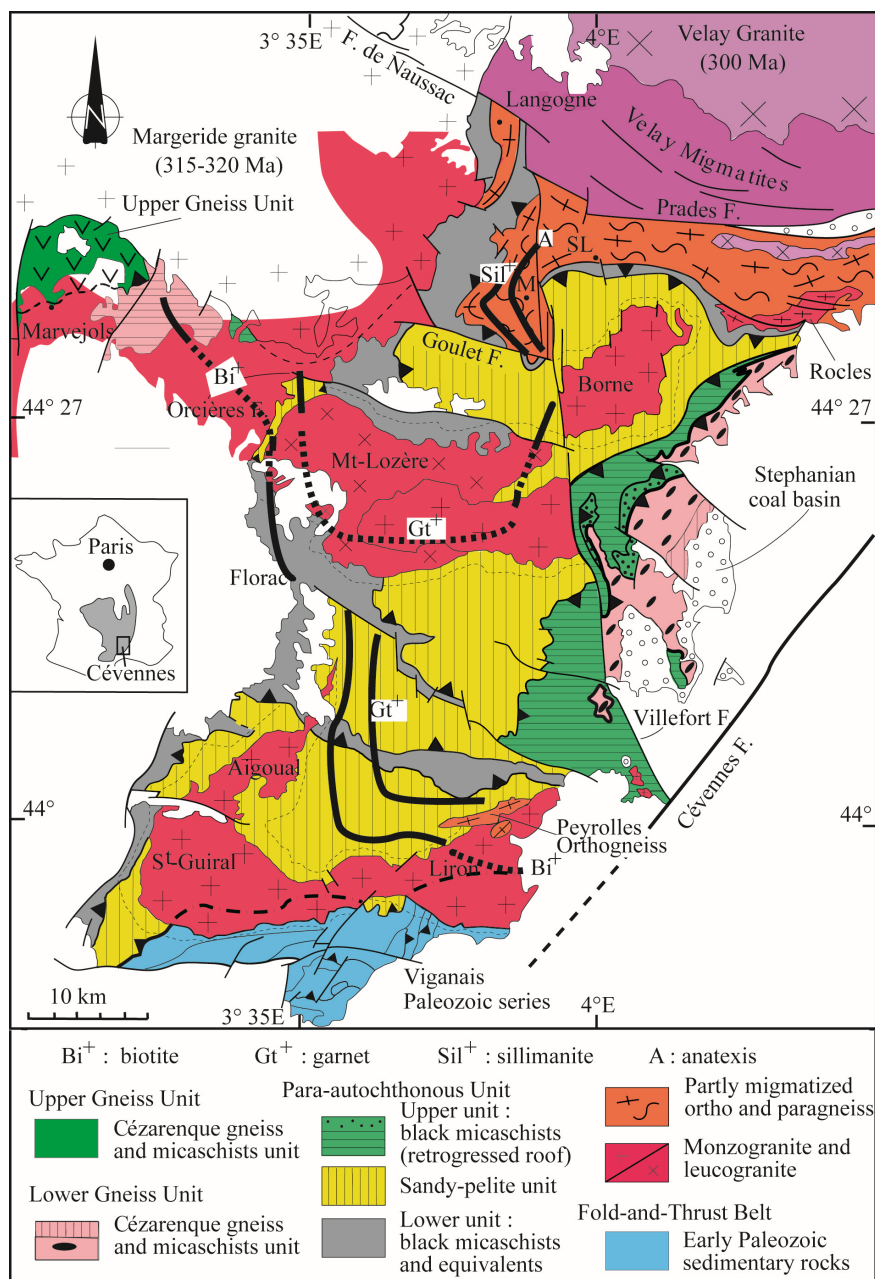 3° 35E
4°E
F. de Naussac
Velay Granite
(300 Ma)
Langogne
N
Margeride granite
(315-320 Ma)
Velay Migmatites
Upper Gneiss Unit
Prades F.
A
SL
Sil+
M
Marvejols
Goulet F.
Bi+
Borne
Rocles
Orcières F.
44° 27
44° 27
Mt-Lozère
Stephanian
coal basin
Paris
Gt+
Florac
Cévennes
Gt+
Villefort F.
Aigoual
Cévennes F.
44°
44°
Peyrolles
Orthogneiss
St-Guiral
Liron
Bi+
Viganais
Paleozoic series
10 km
3° 35E
4°E
Bi+ : biotite
Gt+ : garnet
Sil+ : sillimanite
A : anatexis
Upper Gneiss Unit
Cézarenque gneiss
and micaschists unit
Lower Gneiss Unit
Cézarenque gneiss
and micaschists unit
Para-autochthonous Unit
Upper unit :
black micaschists
(retrogressed roof)
Sandy-pelite unit
Lower unit :
black micaschists
and equivalents
Partly migmatized
ortho and paragneiss
Monzogranite and
leucogranite
Fold-and-Thrust Belt
Early Paleozoic
sedimentary rocks